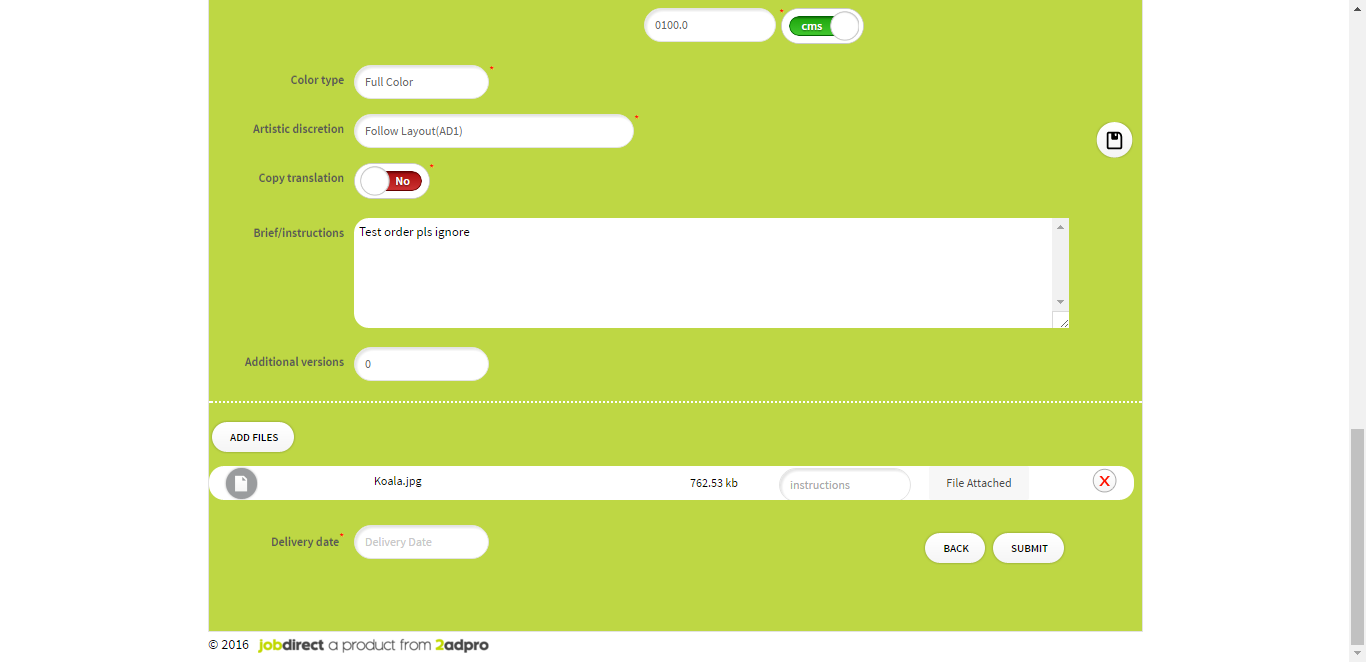 0100.0 * cms
Color type Full Color *
Artistic discretion Follow Layout(AD1) *
Copy translation No *
Brief/instructions Test order pls ignore
Additional versions 0
ADD FILES
Koala.jpg 762.53 kb instructions File Attached X
Delivery date* Delivery Date BACK SUBMIT
© 2016 jobdirect a product from 2adpro